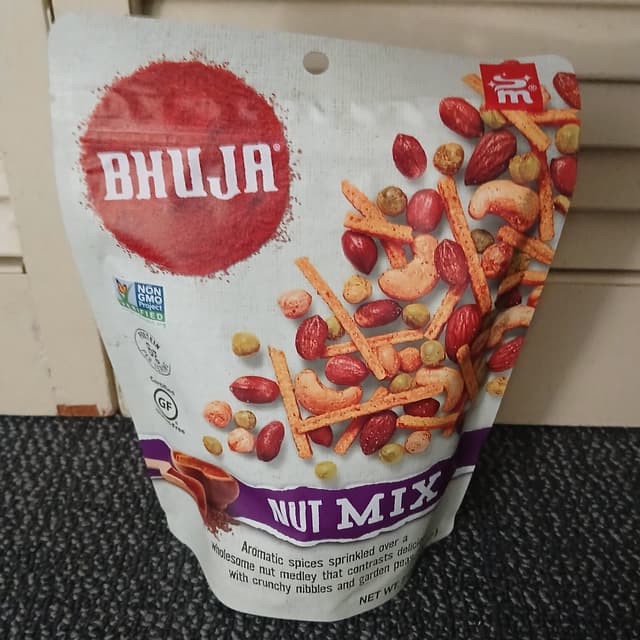 BHUJA®
NON
GMO
Project
VERIFIED
Certified
GF
NUT MIX
Aromatic spices sprinkled over a
wholesome nut medley that contrasts
with crunchy nibbles and garden
NET WT